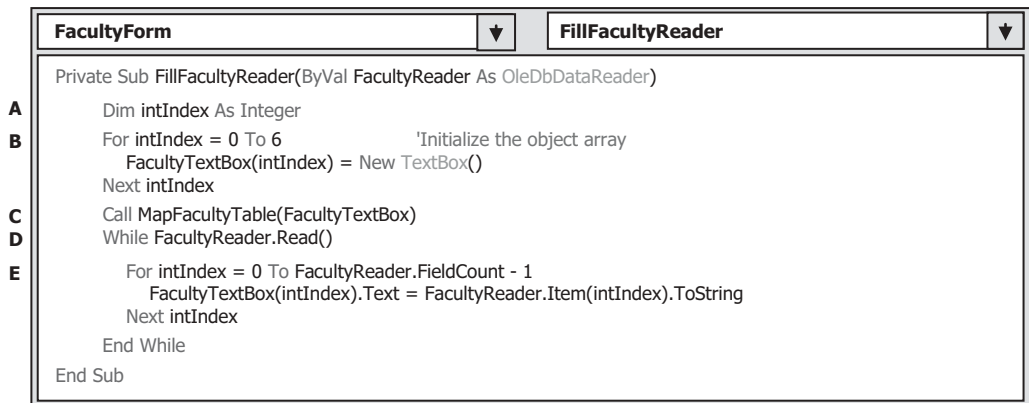 FacultyForm FillFacultyReader
Private Sub FillFacultyReader(ByVal FacultyReader As OleDbDataReader)
A Dim intIndex As Integer
B For intIndex = 0 To 6 'Initialize the object array
FacultyTextBox(intIndex) = New TextBox()
Next intIndex
C Call MapFacultyTable(FacultyTextBox)
D While FacultyReader.Read()
E For intIndex = 0 To FacultyReader.FieldCount - 1
FacultyTextBox(intIndex).Text = FacultyReader.Item(intIndex).ToString
Next intIndex
End While
End Sub